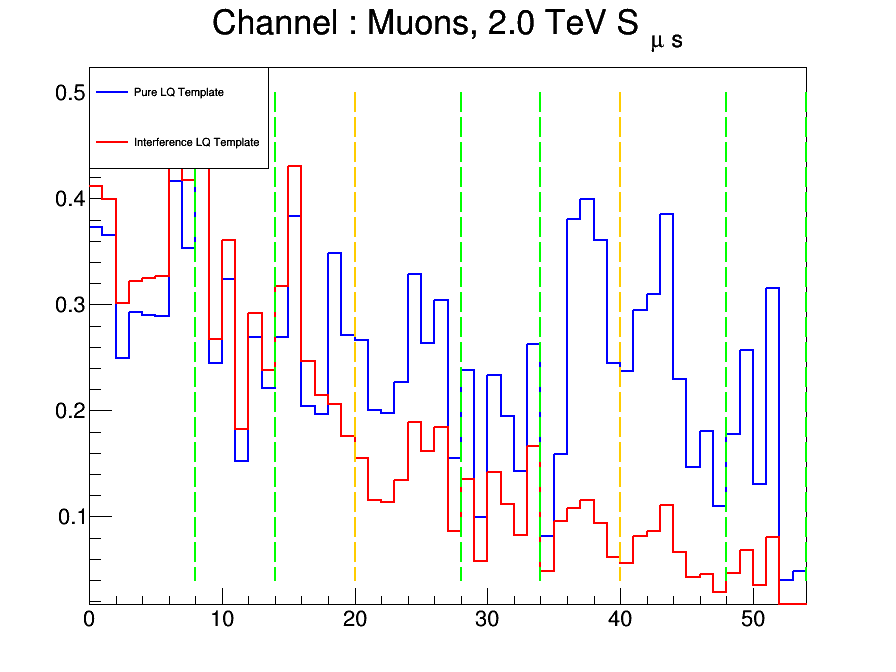 Channel : Muons, 2.0 TeV S μ s
Pure LQ Template
Interference LQ Template
0.5
0.4
0.3
0.2
0.1
0 10 20 30 40 50